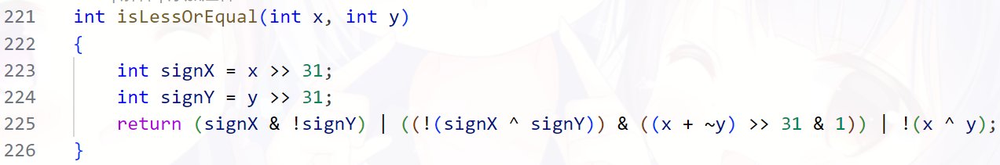 221 int isLessOrEqual(int x, int y)
222 {
223 int signX = x >> 31;
224 int signY = y >> 31;
225 return (signX & !signY) | ((!(signX ^ signY)) & ((x + ~y) >> 31 & 1)) | !(x ^ y);
226 }